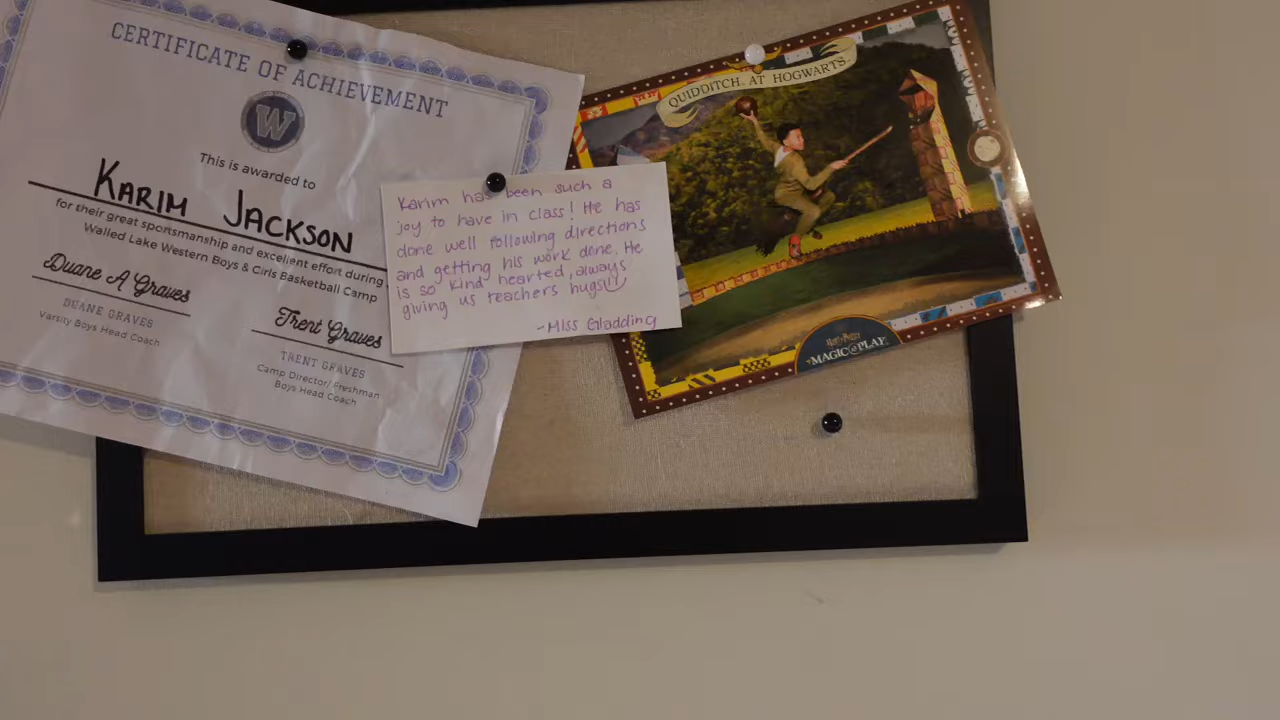 CERTIFICATE OF ACHIEVEMENT
W
This is awarded to
KARIM JACKSON
for their great sportsmanship and excellent effort during
Walled Lake Western Boys & Girls Basketball Camp
Duane A Graves
DUANE GRAVES
Varsity Boys Head Coach
Trent Graves
TRENT GRAVES
Camp Director/Freshman
Boys Head Coach
Karim has been such a
joy to have in class! He has
done well following directions
and getting his work done. He
is so kind hearted, always
giving us teachers hugs!!
-Miss Gladding
QUIDDITCH™ AT HOGWARTS
HARRY POTTER
MAGIC @ PLAY